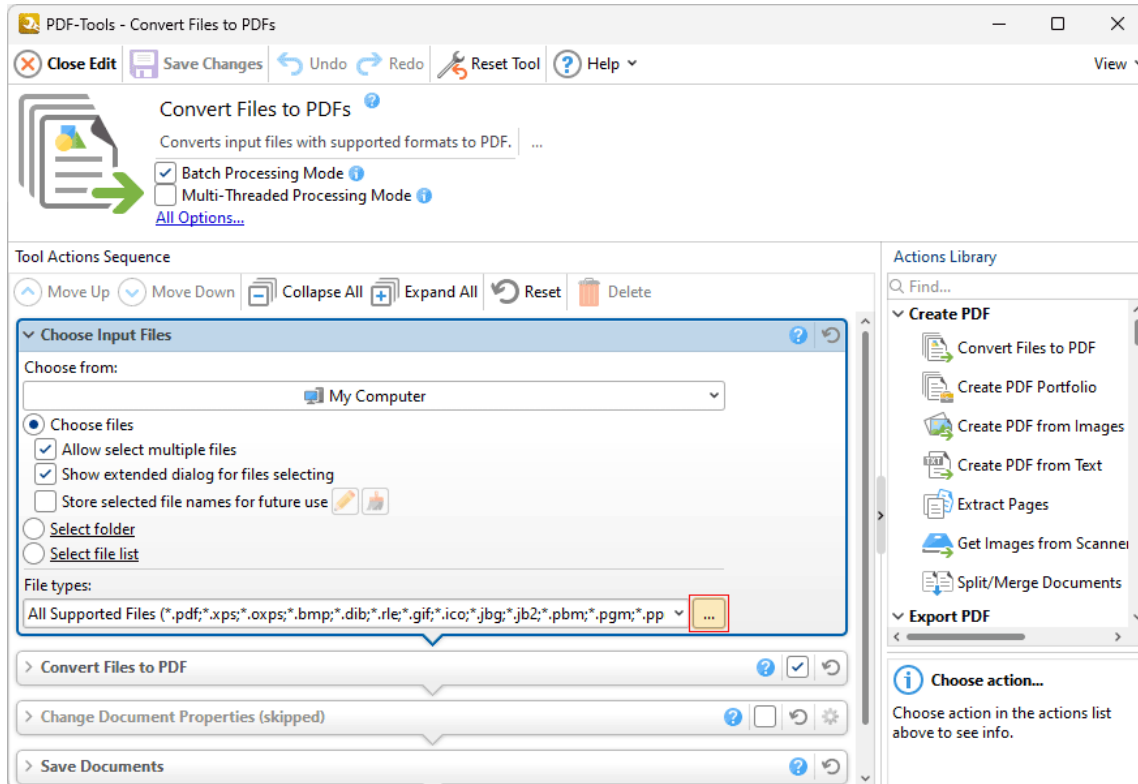 PDF-Tools - Convert Files to PDFs
Close Edit Save Changes Undo Redo Reset Tool Help View
Convert Files to PDFs
Converts input files with supported formats to PDF. ...
Batch Processing Mode
Multi-Threaded Processing Mode
All Options...
Tool Actions Sequence
Move Up Move Down Collapse All Expand All Reset Delete
Choose Input Files
Choose from:
My Computer
Choose files
Allow select multiple files
Show extended dialog for files selecting
Store selected file names for future use
Select folder
Select file list
File types:
All Supported Files (*.pdf;*.xps;*.oxps;*.bmp;*.dib;*.rle;*.gif;*.ico;*.jbg;*.jb2;*.pbm;*.pgm;*.pp ...
Convert Files to PDF
Change Document Properties (skipped)
Save Documents
Actions Library
Find...
Create PDF
Convert Files to PDF
Create PDF Portfolio
Create PDF from Images
TXT
Create PDF from Text
Extract Pages
Get Images from Scanner
Split/Merge Documents
Export PDF
Choose action...
Choose action in the actions list
above to see info.